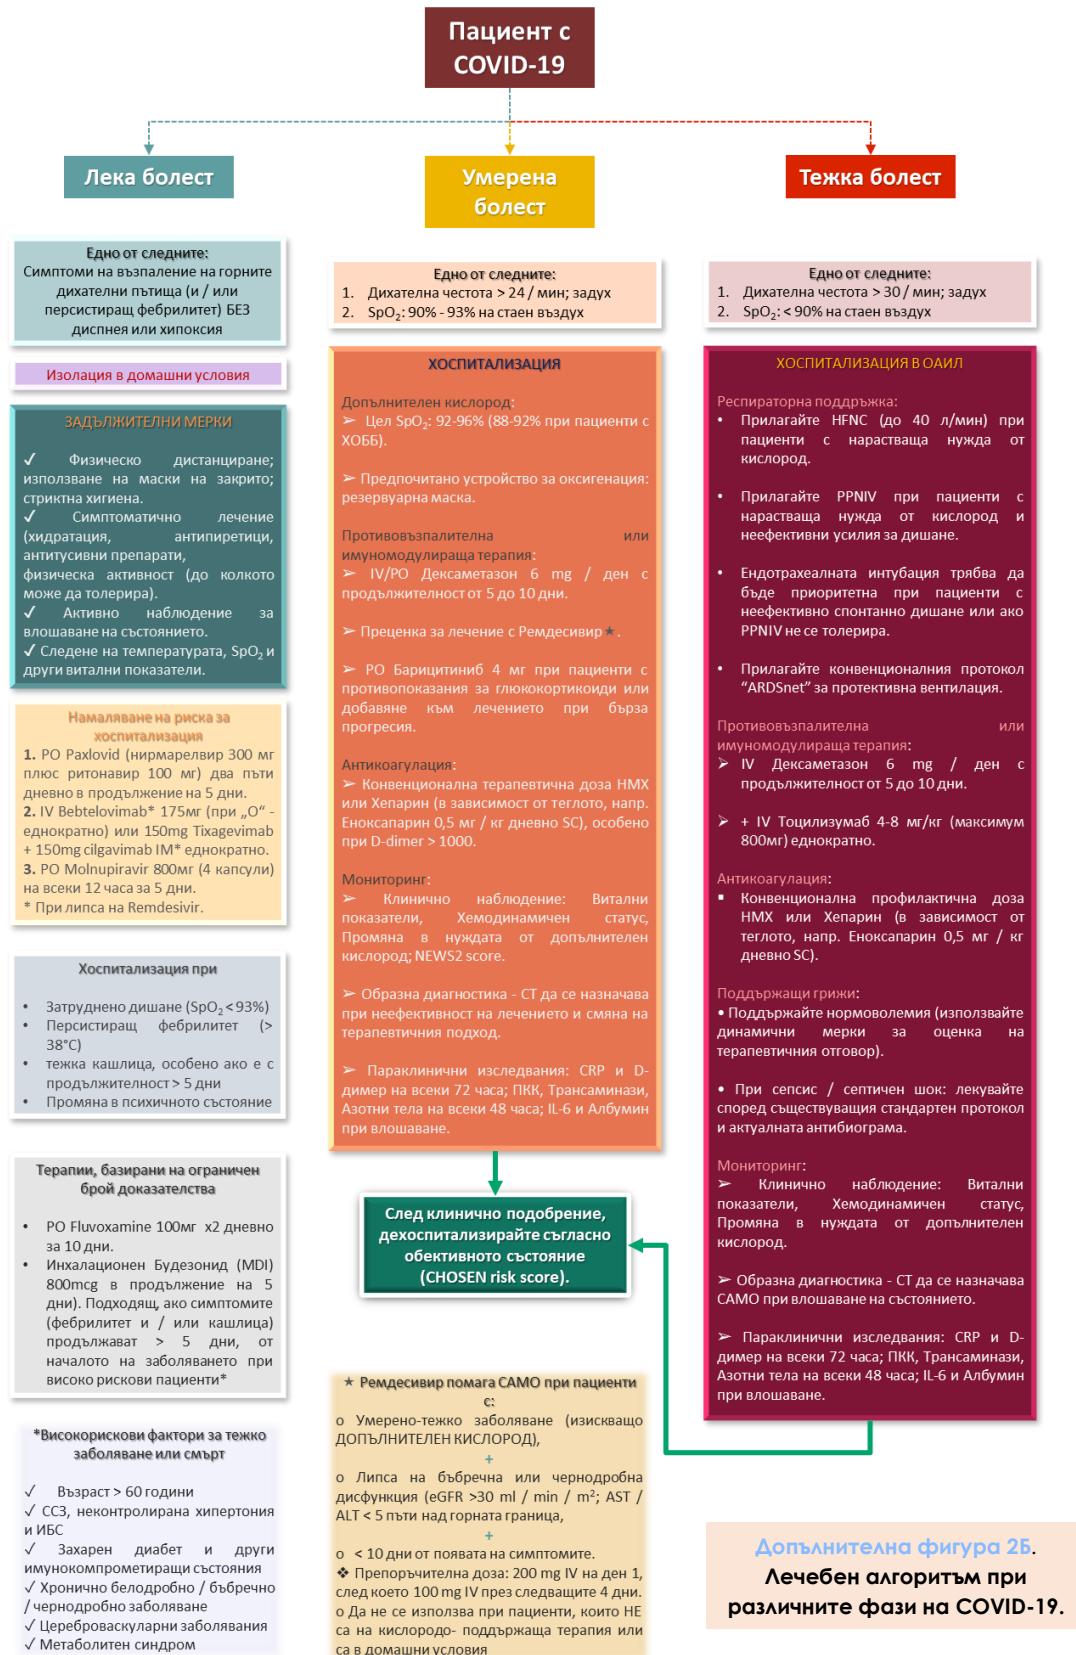 Пациент с
COVID-19
Лека болест
Умерена
болест
Тежка болест
Едно от следните:
Симптоми на възпаление на горните
дихателни пътища (и / или
персистиращ фебрилитет) БЕЗ
диспнея или хипоксия
Изолация в домашни условия
ЗАДЪЛЖИТЕЛНИ МЕРКИ
✓ Физическо дистанциране;
използване на маски на закрито;
стриктна хигиена.
✓ Симптоматично лечение
(хидратация, антипиретици,
антитусивни препарати,
физическа активност (до колкото
може да толерира).
✓ Активно наблюдение за
влошаване на състоянието.
✓ Следене на температурата, SpO₂ и
други витални показатели.
Намаляване на риска за
хоспитализация
1. PO Paxlovid (нирмарелвир 300 мг
плюс ритонавир 100 мг) два пъти
дневно в продължение на 5 дни.
2. IV Bebtelovimab* 175мг (при „О“ -
еднократно) или 150mg Tixagevimab
+ 150mg cilgavimab IM* еднократно.
3. PO Molnupiravir 800мг (4 капсули)
на всеки 12 часа за 5 дни.
* При липса на Remdesivir.
Хоспитализация при
• Затруднено дишане (SpO₂ < 93%)
• Персистиращ фебрилитет (>
38°C)
• тежка кашлица, особено ако е с
продължителност > 5 дни
• Промяна в психичното състояние
Терапии, базирани на ограничен
брой доказателства
• PO Fluvoxamine 100мг x2 дневно
за 10 дни.
• Инхалационен Будезонид (MDI)
800mcg в продължение на 5
дни). Подходящ, ако симптомите
(фебрилитет и / или кашлица)
продължават > 5 дни, от
началото на заболяването при
високо рискови пациенти*
*Високорискови фактори за тежко
заболяване или смърт
✓ Възраст > 60 години
✓ ССЗ, неконтролирана хипертония
и ИБС
✓ Захарен диабет и други
имунокомпрометиращи състояния
✓ Хронично белодробно / бъбречно
/ чернодробно заболяване
✓ Цереброваскуларни заболявания
✓ Метаболитен синдром
Едно от следните:
1. Дихателна честота > 24 / мин; задух
2. SpO₂: 90% - 93% на стаен въздух
ХОСПИТАЛИЗАЦИЯ
Допълнителен кислород:
➢ Цел SpO₂: 92-96% (88-92% при пациенти с
ХОББ).
➢ Предпочитано устройство за оксигенация:
резервуарна маска.
Противовъзпалителна или
имуномодулираща терапия:
➢ IV/PO Дексаметазон 6 mg / ден с
продължителност от 5 до 10 дни.
➢ Преценка за лечение с Ремдесивир★.
➢ PO Барицитиниб 4 мг при пациенти с
противопоказания за глюкокортикоиди или
добавяне към лечението при бърза
прогресия.
Антикоагулация:
➢ Конвенционална терапевтична доза НМХ
или Хепарин (в зависимост от теглото, напр.
Еноксапарин 0,5 мг / кг дневно SC), особено
при D-dimer > 1000.
Мониторинг:
➢ Клинично наблюдение: Витални
показатели, Хемодинамичен статус,
Промяна в нуждата от допълнителен
кислород; NEWS2 score.
➢ Образна диагностика - СТ да се назначава
при неефективност на лечението и смяна на
терапевтичния подход.
➢ Параклинични изследвания: CRP и D-
димер на всеки 72 часа; ПКК, Трансаминази,
Азотни тела на всеки 48 часа; IL-6 и Албумин
при влошаване.
След клинично подобрение,
дехоспитализирайте съгласно
обективното състояние
(CHOSEN risk score).
★ Ремдесивир помага САМО при пациенти
с:
o Умерено-тежко заболяване (изискващо
ДОПЪЛНИТЕЛЕН КИСЛОРОД),
+
o Липса на бъбречна или чернодробна
дисфункция (eGFR >30 ml / min / m²; AST /
ALT < 5 пъти над горната граница,
+
o < 10 дни от появата на симптомите.
❖ Препоръчителна доза: 200 mg IV на ден 1,
след което 100 mg IV през следващите 4 дни.
o Да не се използва при пациенти, които НЕ
са на кислородо- поддържаща терапия или
са в домашни условия
Едно от следните:
1. Дихателна честота > 30 / мин; задух
2. SpO₂: < 90% на стаен въздух
ХОСПИТАЛИЗАЦИЯ В ОАИЛ
Респираторна поддръжка:
• Прилагайте HFNC (до 40 л/мин) при
пациенти с нарастваща нужда от
кислород.
• Прилагайте PPNIV при пациенти с
нарастваща нужда от кислород и
неефективни усилия за дишане.
• Ендотрахеалната интубация трябва да
бъде приоритетна при пациенти с
неефективно спонтанно дишане или ако
PPNIV не се толерира.
• Прилагайте конвенционалния протокол
“ARDSnet” за протективна вентилация.
Противовъзпалителна или
имуномодулираща терапия:
➢ IV Дексаметазон 6 mg / ден с
продължителност от 5 до 10 дни.
➢ + IV Тоцилизумаб 4-8 мг/кг (максимум
800мг) еднократно.
Антикоагулация:
▪ Конвенционална профилактична доза
НМХ или Хепарин (в зависимост от
теглото, напр. Еноксапарин 0,5 мг / кг
дневно SC).
Поддържащи грижи:
• Поддържайте нормоволемия (използвайте
динамични мерки за оценка на
терапевтичния отговор).
• При сепсис / септичен шок: лекувайте
според съществуващия стандартен протокол
и актуалната антибиограма.
Мониторинг:
➢ Клинично наблюдение: Витални
показатели, Хемодинамичен статус,
Промяна в нуждата от допълнителен
кислород.
➢ Образна диагностика - СТ да се назначава
САМО при влошаване на състоянието.
➢ Параклинични изследвания: CRP и D-
димер на всеки 72 часа; ПКК, Трансаминази,
Азотни тела на всеки 48 часа; IL-6 и Албумин
при влошаване.
Допълнителна фигура 2Б.
Лечебен алгоритъм при
различните фази на COVID-19.